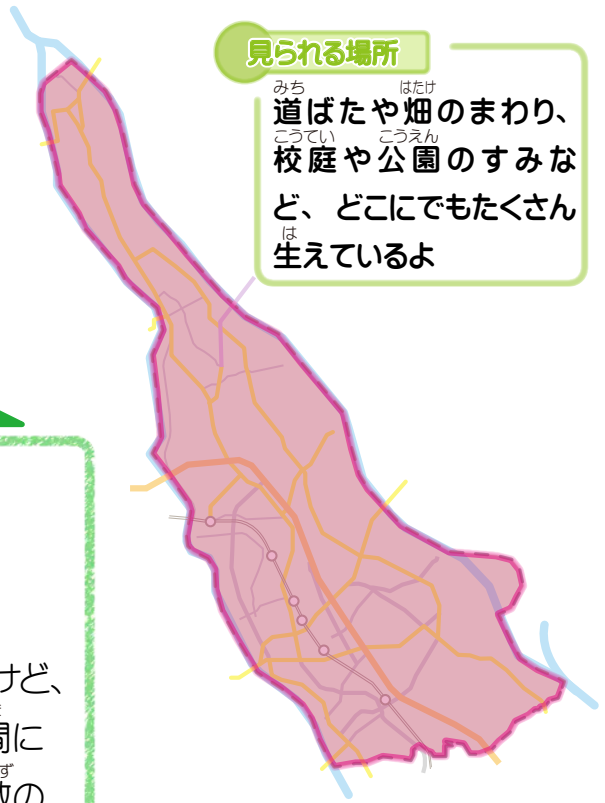 見られる場所
みち はたけ
道ばたや畑のまわり、
こうてい こうえん
校庭や公園のすみな
ど、どこにでもたくさん
は
生えているよ
けど、
間に
ず
数の